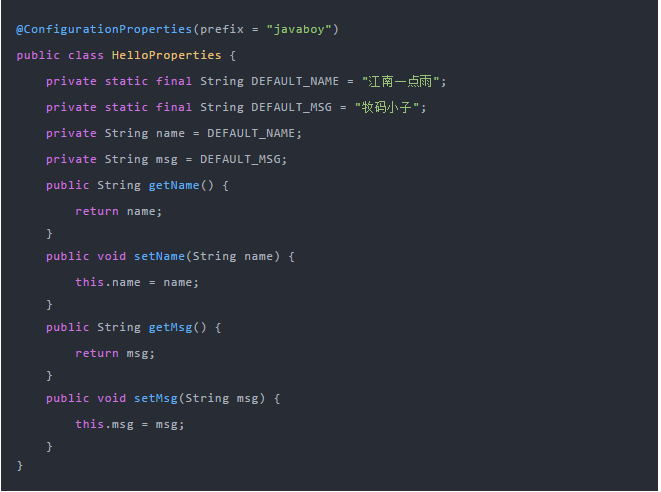 @ConfigurationProperties(prefix = "javaboy")
public class HelloProperties {
    private static final String DEFAULT_NAME = "江南一点雨";
    private static final String DEFAULT_MSG = "牧码小子";
    private String name = DEFAULT_NAME;
    private String msg = DEFAULT_MSG;
    public String getName() {
        return name;
    }
    public void setName(String name) {
        this.name = name;
    }
    public String getMsg() {
        return msg;
    }
    public void setMsg(String msg) {
        this.msg = msg;
    }
}